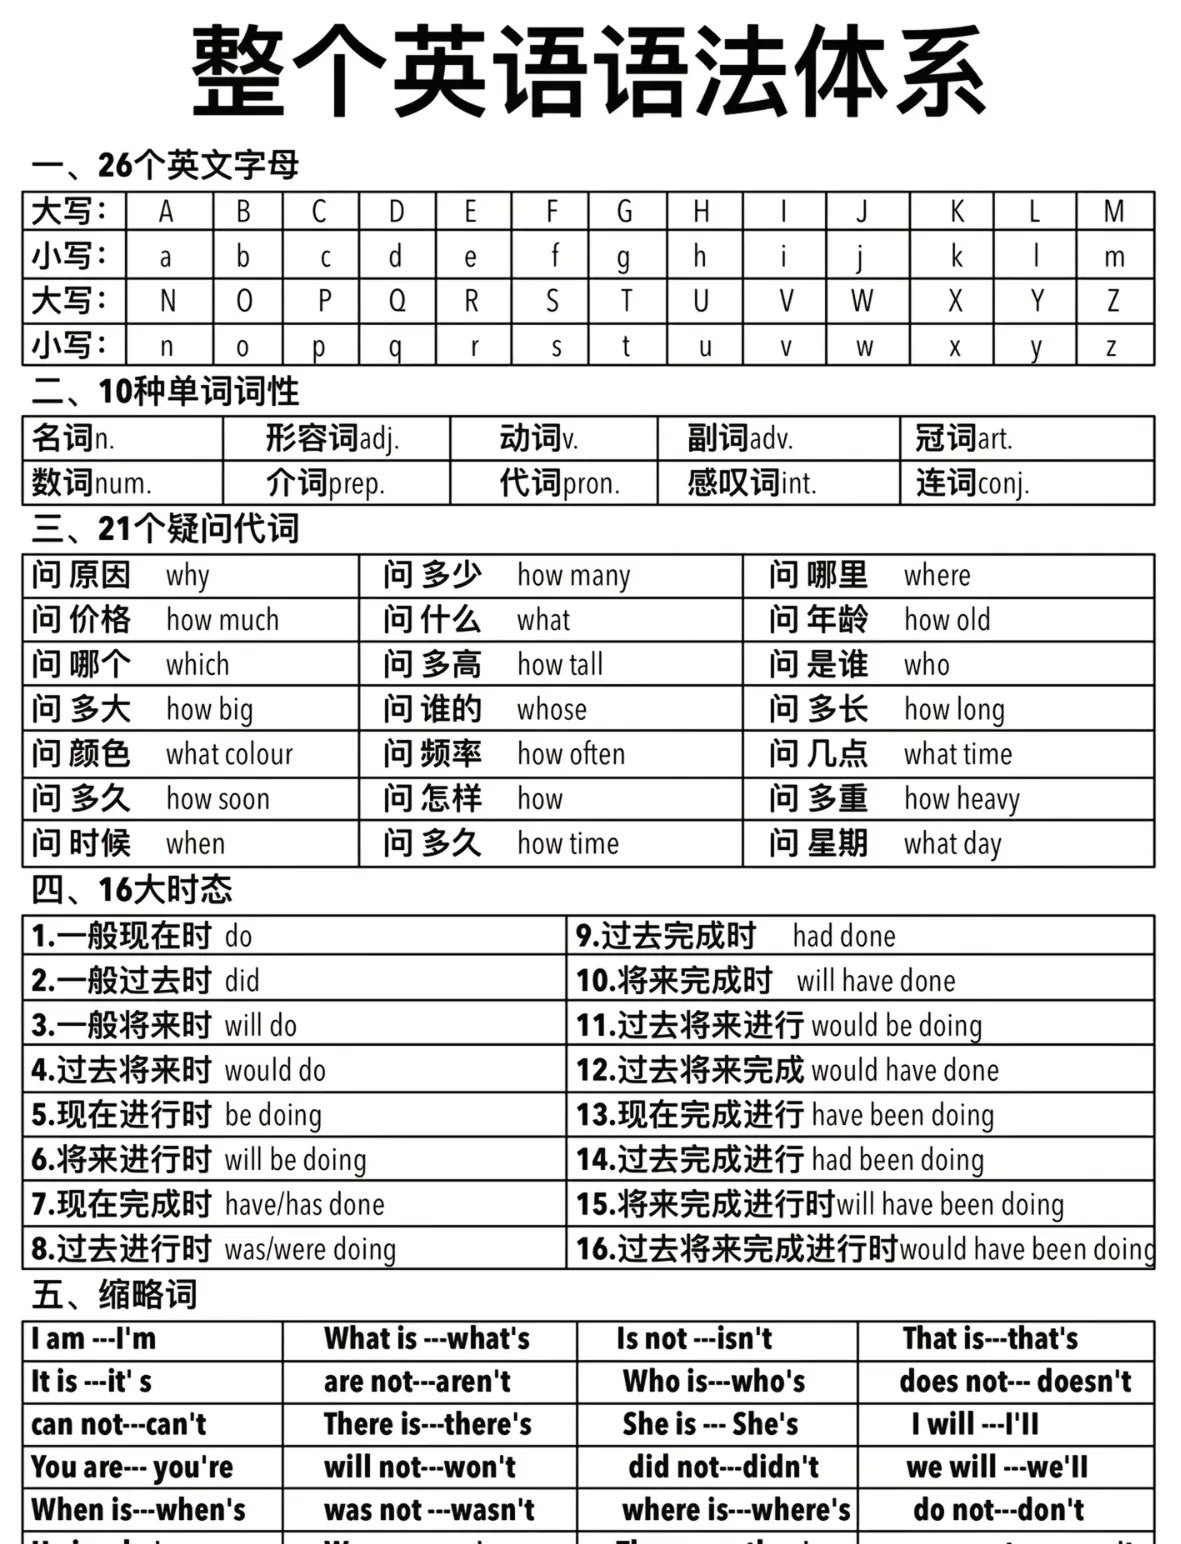 整个英语语法体系
一、26个英文字母
大写： A B C D E F G H I J K L M
小写： a b c d e f g h i j k l m
大写： N O P Q R S T U V W X Y Z
小写： n o p q r s t u v w x y z
二、10种单词词性
名词n. 形容词adj. 动词v. 副词adv. 冠词art.
数词num. 介词prep. 代词pron. 感叹词int. 连词conj.
三、21个疑问代词
问 原因 why 问 多少 how many 问 哪里 where
问 价格 how much 问 什么 what 问 年龄 how old
问 哪个 which 问 多高 how tall 问 是谁 who
问 多大 how big 问 谁的 whose 问 多长 how long
问 颜色 what colour 问 频率 how often 问 几点 what time
问 多久 how soon 问 怎样 how 问 多重 how heavy
问 时候 when 问 多久 how time 问 星期 what day
四、16大时态
1.一般现在时 do 9.过去完成时 had done
2.一般过去时 did 10.将来完成时 will have done
3.一般将来时 will do 11.过去将来进行 would be doing
4.过去将来时 would do 12.过去将来完成 would have done
5.现在进行时 be doing 13.现在完成进行 have been doing
6.将来进行时 will be doing 14.过去完成进行 had been doing
7.现在完成时 have/has done 15.将来完成进行时will have been doing
8.过去进行时 was/were doing 16.过去将来完成进行时would have been doing
五、缩略词
I am ---I'm What is ---what's Is not ---isn't That is---that's
It is ---it' s are not---aren't Who is---who's does not--- doesn't
can not---can't There is---there's She is --- She's I will ---I'II
You are--- you're will not---won't did not---didn't we will ---we'II
When is---when's was not ---wasn't where is---where's do not---don't